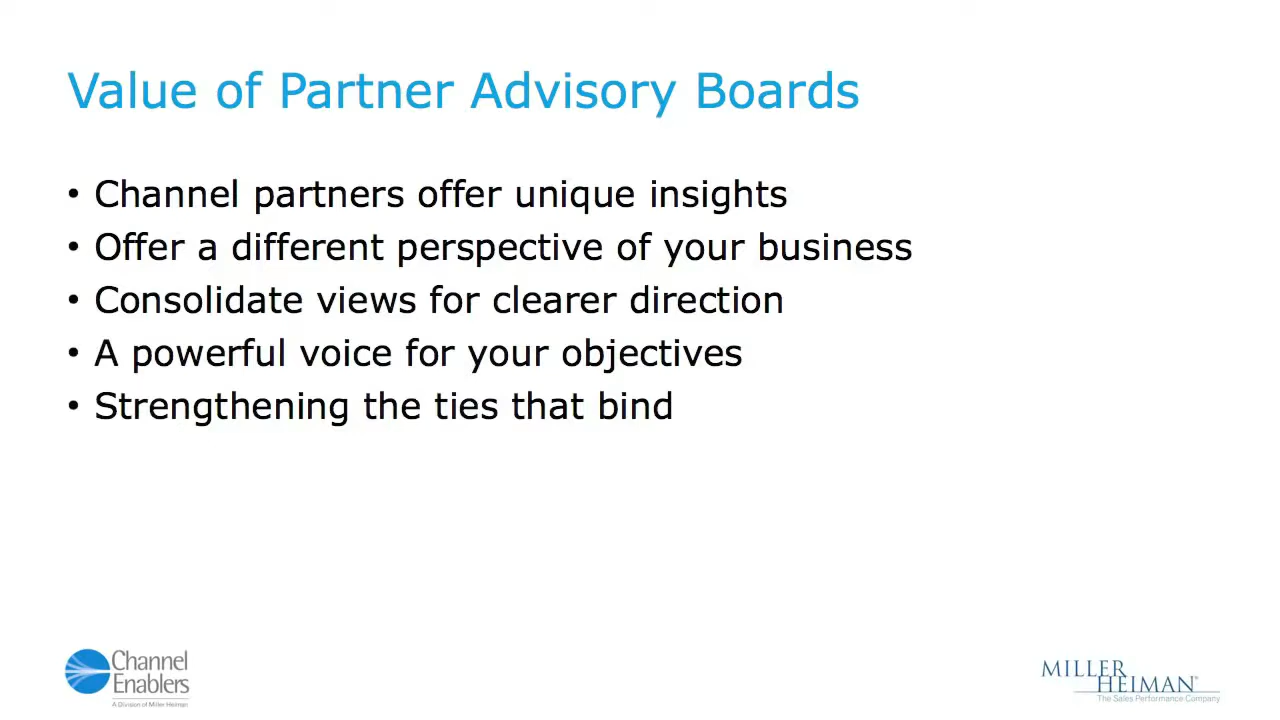 Value of Partner Advisory Boards
• Channel partners offer unique insights
• Offer a different perspective of your business
• Consolidate views for clearer direction
• A powerful voice for your objectives
• Strengthening the ties that bind
Channel
Enablers
A Division of Miller Heiman
MILLER
HEIMAN®
The Sales Performance Company